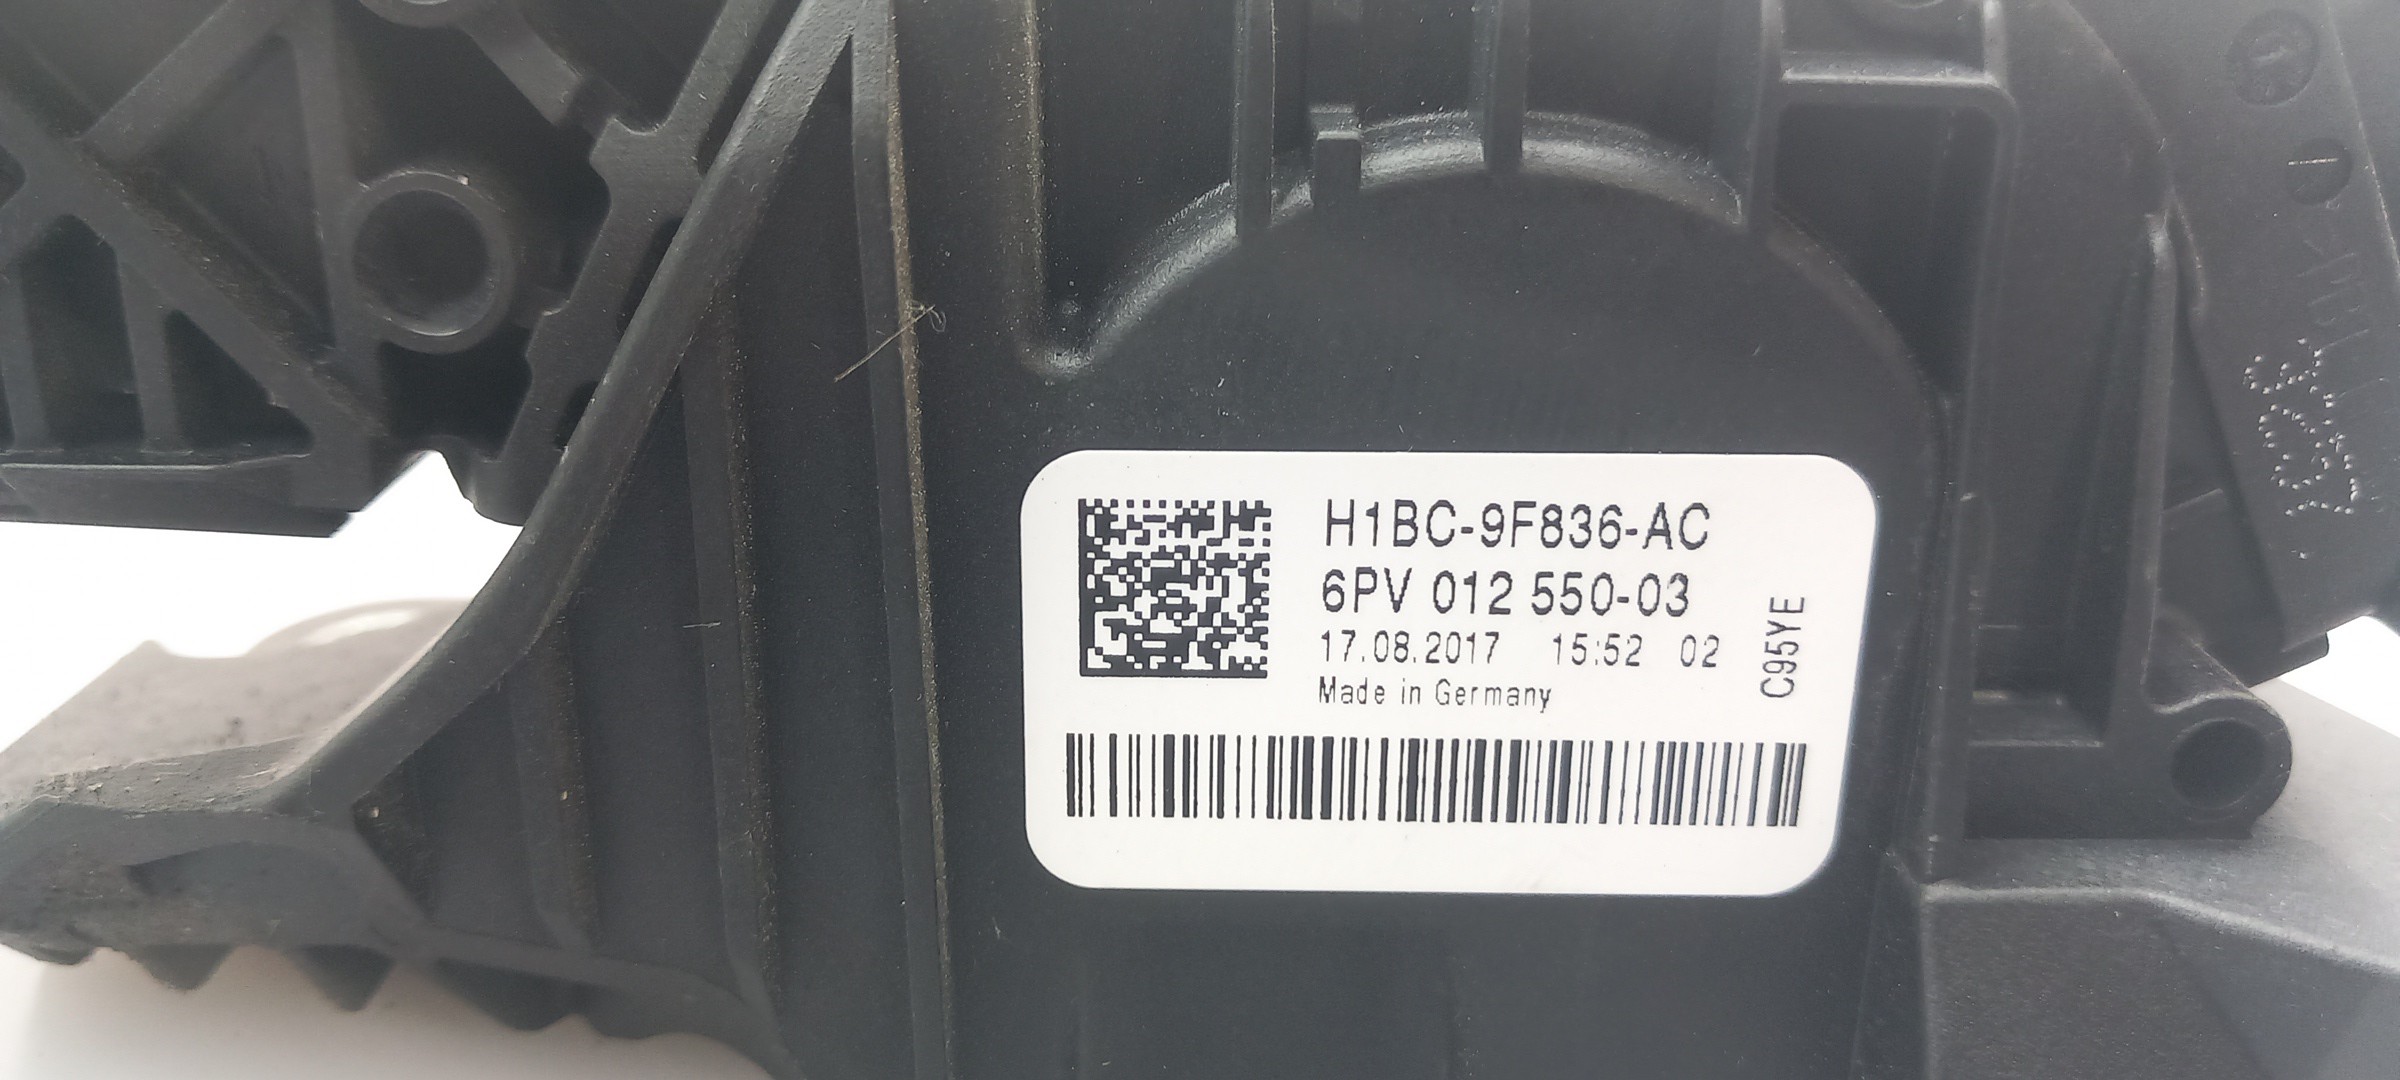 H1BC-9F836-AC
6PV 012 550-03
17.08.2017 15:52 02
Made in Germany
C95YE